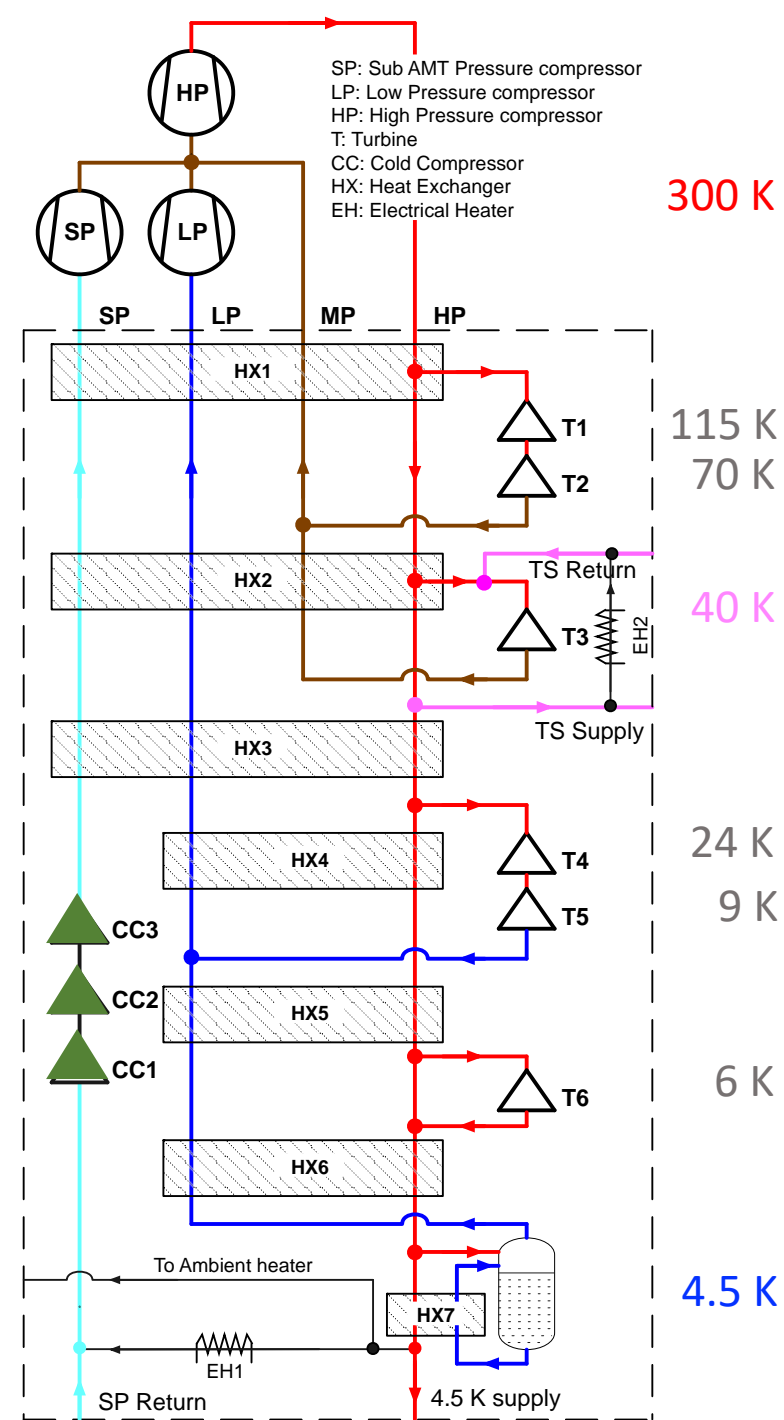 HP
SP: Sub AMT Pressure compressor
LP: Low Pressure compressor
HP: High Pressure compressor
T: Turbine
CC: Cold Compressor
HX: Heat Exchanger
EH: Electrical Heater
300 K
SP
LP
SP
LP
MP
HP
HX1
T1
115 K
T2
70 K
HX2
TS Return
T3
EH2
40 K
TS Supply
HX3
HX4
T4
24 K
CC3
T5
9 K
CC2
HX5
CC1
T6
6 K
HX6
To Ambient heater
HX7
4.5 K
EH1
SP Return
4.5 K supply